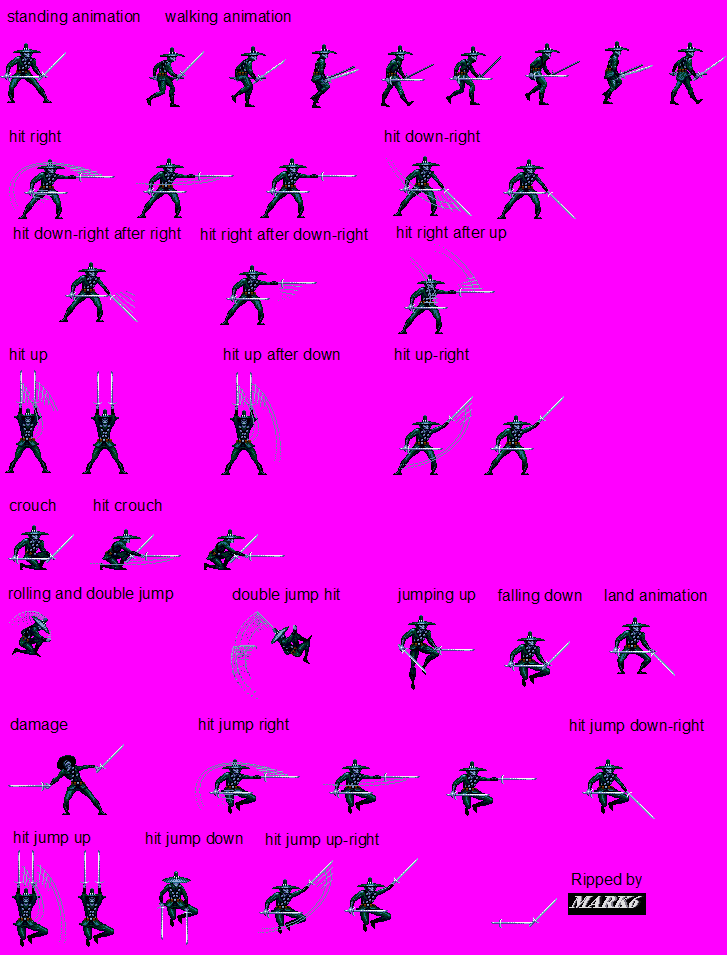 standing animation
walking animation
hit right
hit down-right
hit down-right after right
hit right after down-right
hit right after up
hit up
hit up after down
hit up-right
crouch
hit crouch
rolling and double jump
double jump hit
jumping up
falling down
land animation
damage
hit jump right
hit jump down-right
hit jump up
hit jump down
hit jump up-right
Ripped by
MARK6